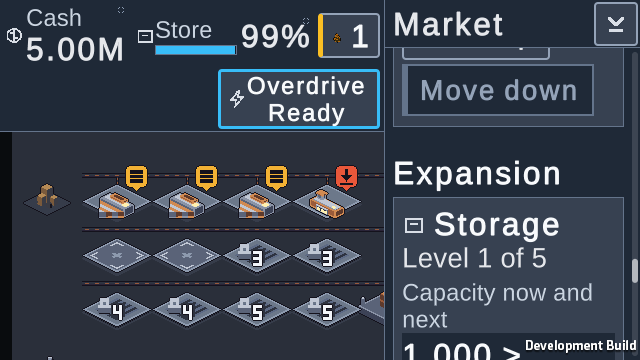 Cash
5.00M
Store
99%
1
Overdrive
Ready
3
3
4
4
5
5
Market
Move down
Expansion
Storage
Level 1 of 5
Capacity now and
next
1,000 >
Development Build